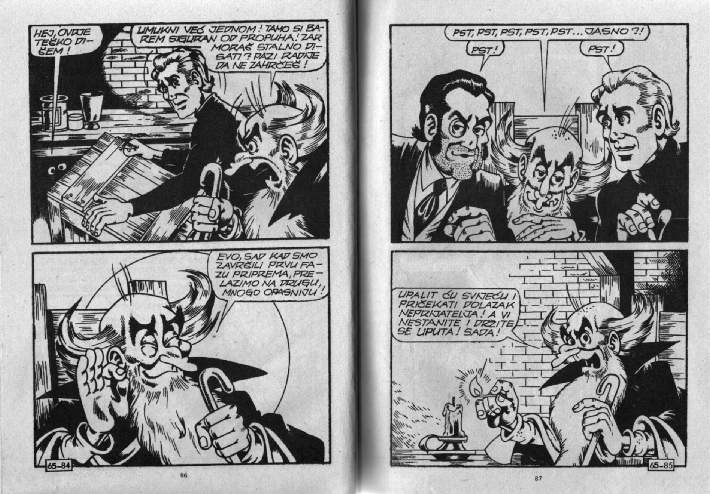 HEJ, OVDJE
TEŠKO DI-
ŠEM!
UMUKNI VEĆ JEDNOM! TAMO SI BA-
REM SIGURAN OD PROPUHA! ZAR
MORAŠ STALNO DI-
SATI? PAZI RADIJE
DA NE ZAHRČEŠ!
EVO, SAD KAD SMO
ZAVRŠILI PRVU FA-
ZU PRIPREMA, PRE-
LAZIMO NA DRUGU,
MNOGO OPASNIJU!
65-84
86
PST, PST, PST, PST, PST... JASNO?!
PST!
PST!
UPALIT ĆU SVIJEĆU I
PRIČEKATI DOLAZAK
NEPRIJATELJA! A VI
NESTANITE I DRŽITE
SE UPUTA! SADA!
65-85
87